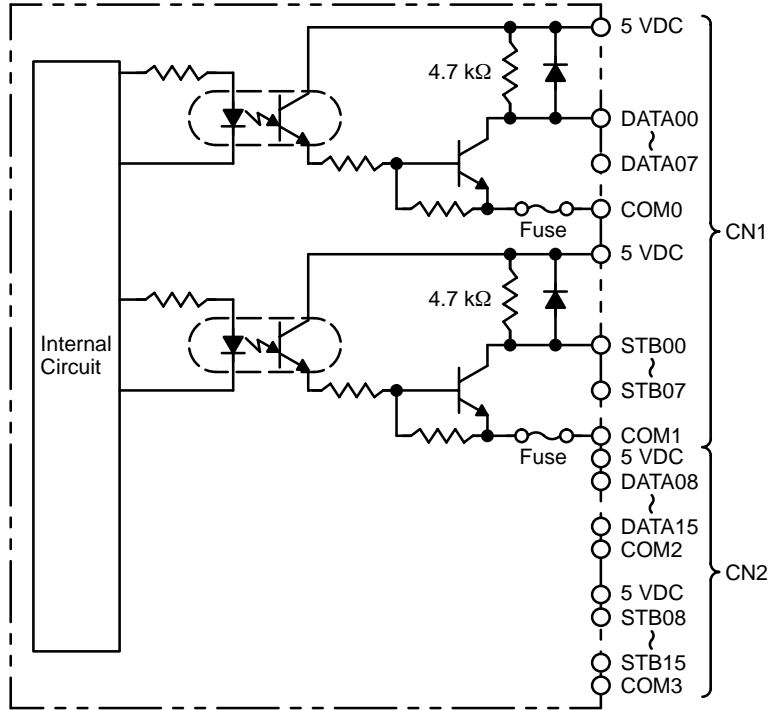 5 VDC
4.7 kΩ
DATA00
~
DATA07
COM0
Fuse
CN1
5 VDC
4.7 kΩ
Internal
Circuit
STB00
~
STB07
COM1
Fuse
5 VDC
DATA08
~
DATA15
COM2
CN2
5 VDC
STB08
~
STB15
COM3